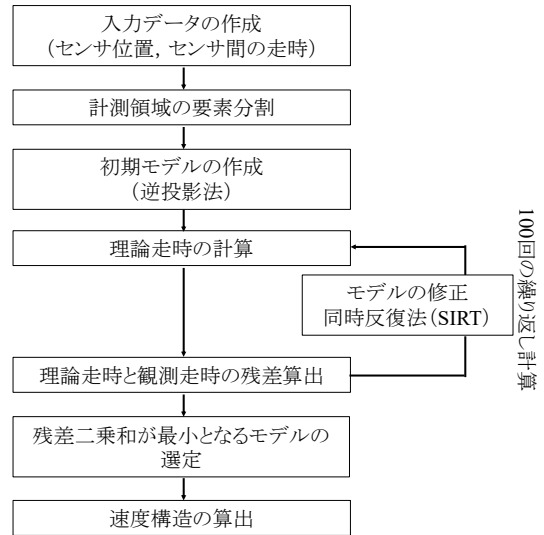 入力データの作成
（センサ位置，センサ間の走時）
計測領域の要素分割
初期モデルの作成
（逆投影法）
理論走時の計算
モデルの修正
同時反復法（SIRT）
100回の繰り返し計算
理論走時と観測走時の残差算出
残差二乗和が最小となるモデルの
選定
速度構造の算出